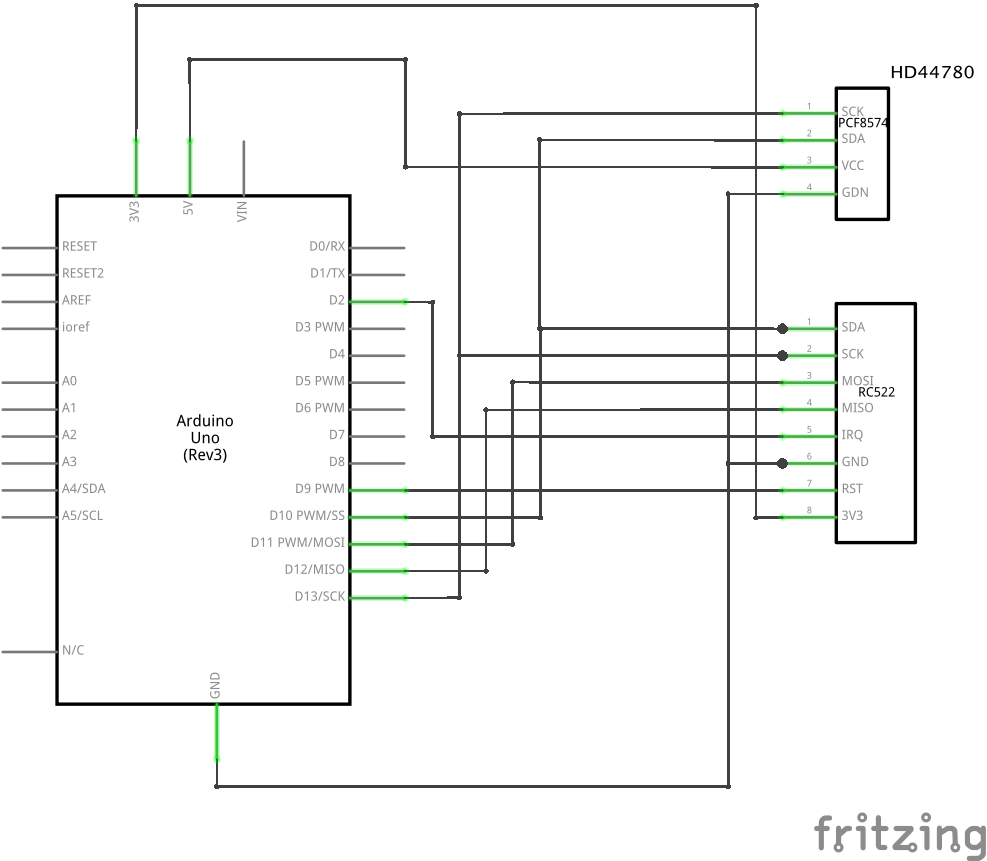 HD44780
1 SCK
PCF8574
2 SDA
3 VCC
4 GDN
3V3
5V
VIN
RESET
RESET2
AREF
ioref
A0
A1
A2
A3
A4/SDA
A5/SCL
N/C
Arduino
Uno
(Rev3)
D0/RX
D1/TX
D2
D3 PWM
D4
D5 PWM
D6 PWM
D7
D8
D9 PWM
D10 PWM/SS
D11 PWM/MOSI
D12/MISO
D13/SCK
GND
1 SDA
2 SCK
3 MOSI
RC522
4 MISO
5 IRQ
6 GND
7 RST
8 3V3
fritzing